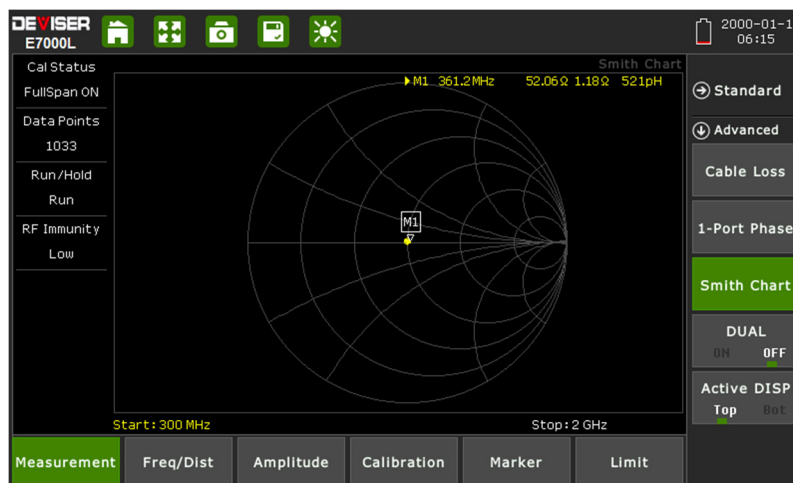 DEVISER
E7000L
2000-01-1
06:15
Cal Status
FullSpan ON
Data Points
1033
Run/Hold
Run
RF Immunity
Low
Smith Chart
M1 361.2MHz 52.06Ω 1.18Ω 521pH
M1
Start:300 MHz
Stop:2 GHz
Standard
Advanced
Cable Loss
1-Port Phase
Smith Chart
DUAL
ON OFF
Active DISP
Top Bot
Measurement
Freq/Dist
Amplitude
Calibration
Marker
Limit